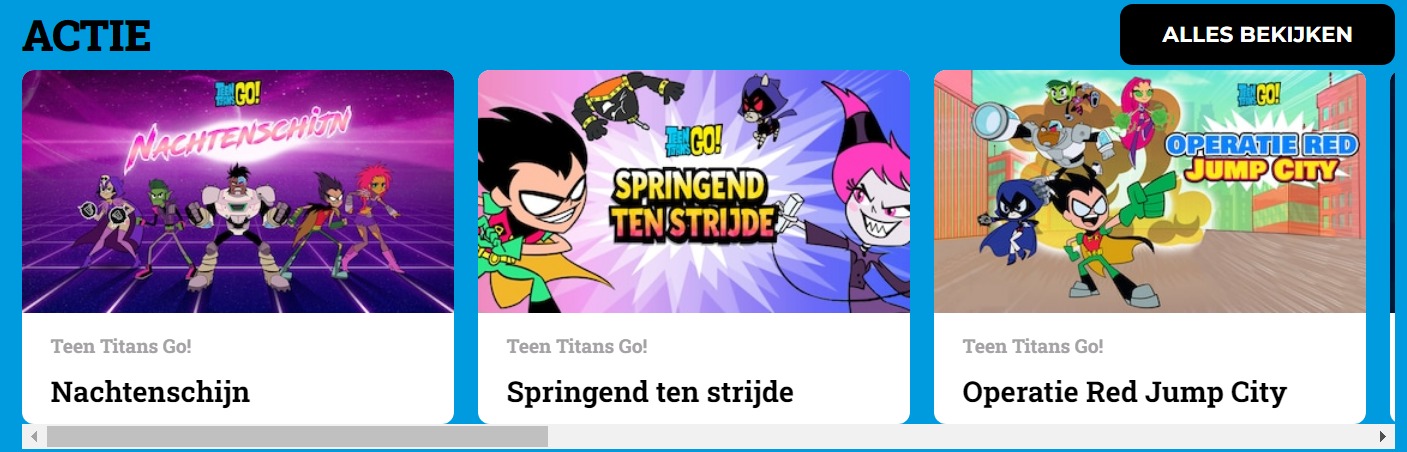 ACTIE
ALLES BEKIJKEN
TEEN TITANS GO!
NACHTENSCHIJN
TEEN TITANS GO!
SPRINGEND
TEN STRIJDE
TEEN TITANS GO!
OPERATIE RED
JUMP CITY
Teen Titans Go!
Nachtenschijn
Teen Titans Go!
Springend ten strijde
Teen Titans Go!
Operatie Red Jump City